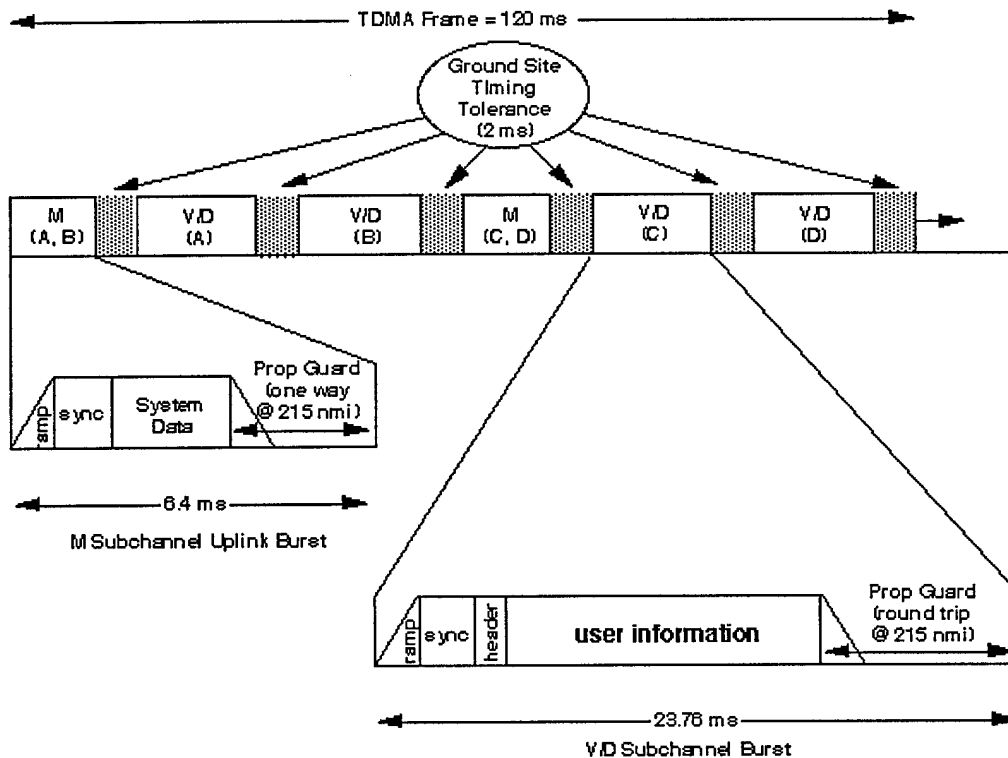 TDMA Frame = 120 ms
Ground Site
Timing
Tolerance
(2 ms)
M
(A, B)
V/D
(A)
V/D
(B)
M
(C, D)
V/D
(C)
V/D
(D)
ramp
sync
System
Data
Prop Guard
(one way
@ 215 nmi)
6.4 ms
M Subchannel Uplink Burst
ramp
sync
header
user information
Prop Guard
(round trip
@ 215 nmi)
23.76 ms
V/D Subchannel Burst